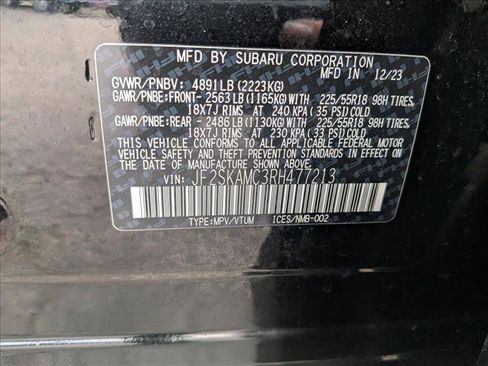 MFD BY SUBARU CORPORATION
MFD IN 12/23
GVWR/PNBV: 4891LB (2223KG)
GAWR/PNBE:FRONT- 2563LB (1165KG)WITH 225/55R18 98H TIRES,
18X7J RIMS AT 240 KPA (35 PSI)COLD
GAWR/PNBE:REAR - 2486LB (1130KG)WITH 225/55R18 98H TIRES,
18X7J RIMS AT 230 KPA (33 PSI)COLD
THIS VEHICLE CONFORMS TO ALL APPLICABLE FEDERAL MOTOR
VEHICLE SAFETY AND THEFT PREVENTION STANDARDS IN EFFECT ON
THE DATE OF MANUFACTURE SHOWN ABOVE
VIN: JF2SKAMC3RH477213
TYPE:MPV/VTUM ICES/NMB-002